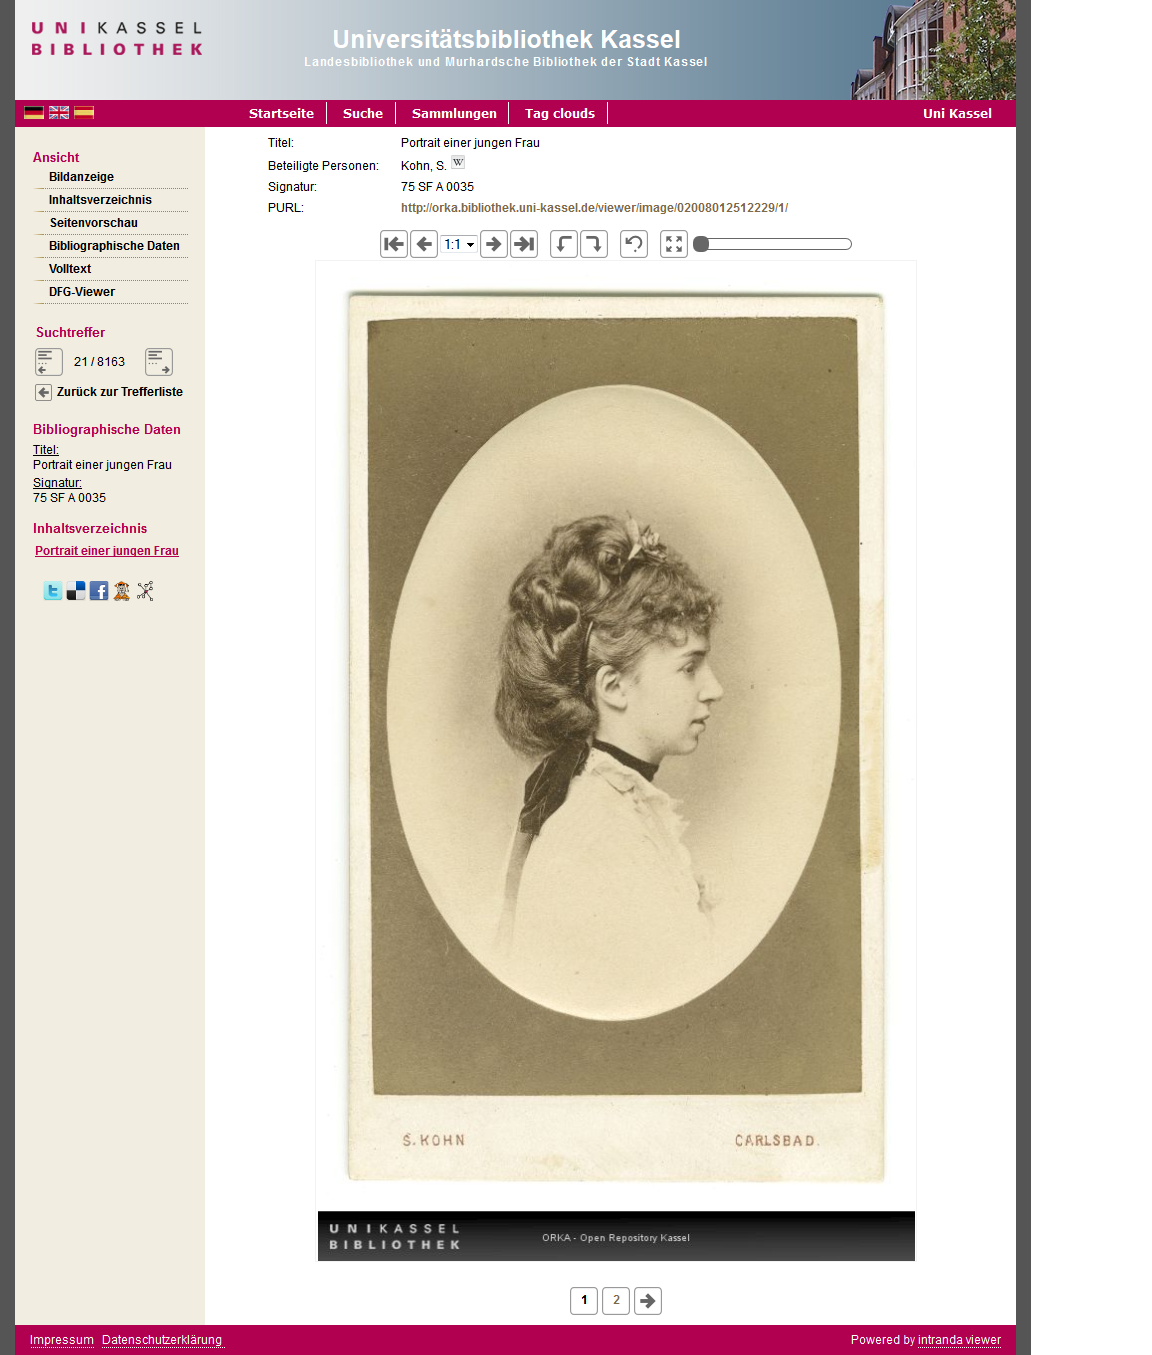 UNIKASSEL
BIBLIOTHEK
Universitätsbibliothek Kassel
Landesbibliothek und Murhardsche Bibliothek der Stadt Kassel
Startseite Suche Sammlungen Tag clouds Uni Kassel
Ansicht
Bildanzeige
Inhaltsverzeichnis
Seitenvorschau
Bibliographische Daten
Volltext
DFG-Viewer
Suchtreffer
21 / 8163
Zurück zur Trefferliste
Bibliographische Daten
Titel:
Portrait einer jungen Frau
Signatur:
75 SF A 0035
Inhaltsverzeichnis
Portrait einer jungen Frau
Titel: Portrait einer jungen Frau
Beteiligte Personen: Kohn, S. W
Signatur: 75 SF A 0035
PURL: http://orka.bibliothek.uni-kassel.de/viewer/image/02008012512229/1/
1:1
S. KOHN CARLSBAD.
UNIKASSEL
BIBLIOTHEK
ORKA - Open Repository Kassel
1 2
Impressum Datenschutzerklärung Powered by intranda viewer